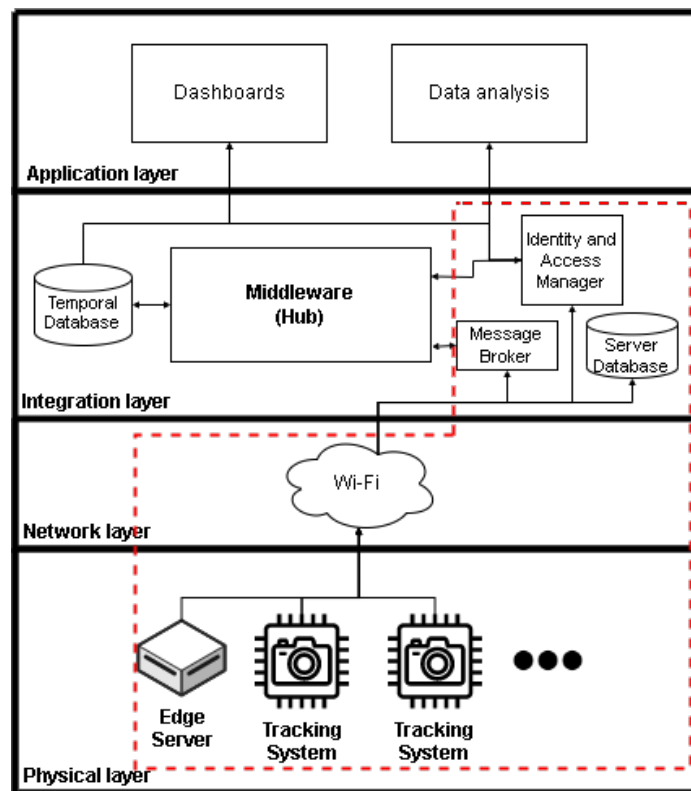 Dashboards
Data analysis
Application layer
Identity and
Access
Manager
Temporal
Database
Middleware
(Hub)
Message
Broker
Server
Database
Integration layer
Wi-Fi
Network layer
Edge
Server
Tracking
System
Tracking
System
Physical layer